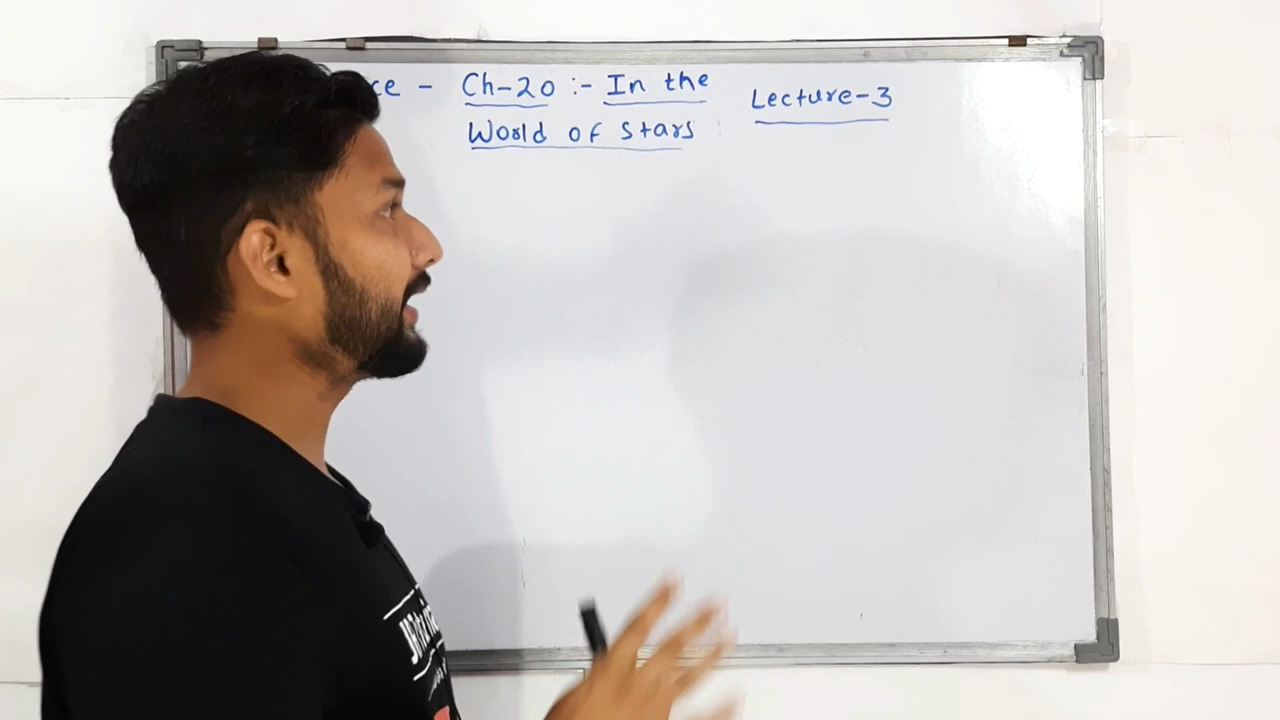 ce - Ch-20 :- In the
World of Stars
Lecture-3